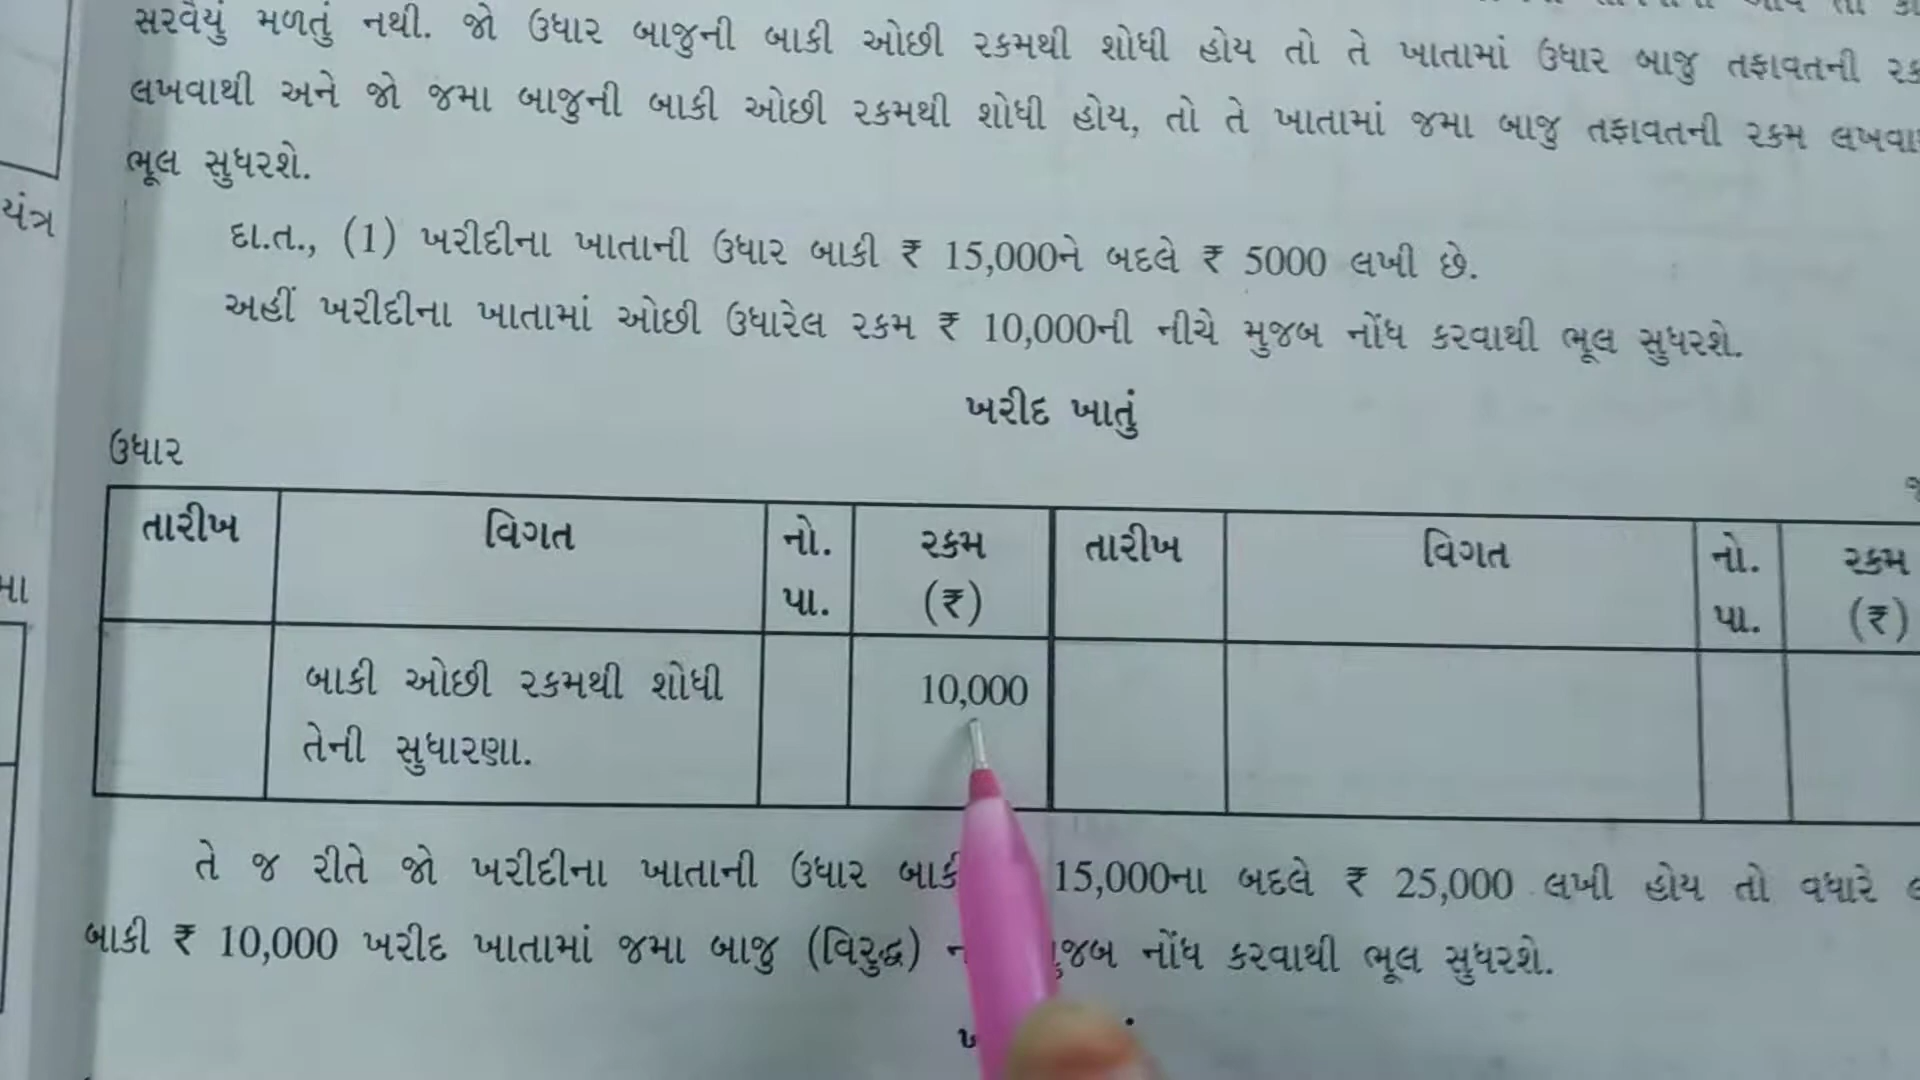 સરવૈયું મળતું નથી. જો ઉધાર બાજુની બાકી ઓછી રકમથી શોધી હોય તો તે ખાતામાં ઉધાર બાજુ તફાવતની
લખવાથી અને જો જમા બાજુની બાકી ઓછી રકમથી શોધી હોય, તો તે ખાતામાં જમા બાજુ તફાવતની રકમ
ભૂલ સુધરશે.
યંત્ર
દા.ત., (1) ખરીદીના ખાતાની ઉધાર બાકી ₹ 15,000ને બદલે ₹ 5000 લખી છે.
અહીં ખરીદીના ખાતામાં ઓછી ઉધારેલ રકમ ₹ 10,000ની નીચે મુજબ નોંધ કરવાથી ભૂલ સુધરશે.
ખરીદ ખાતું
ઉધાર
તારીખ વિગત નો. રકમ તારીખ વિગત નો. રકમ
પા. (₹) પા. (₹)
બાકી ઓછી રકમથી શોધી 10,000
તેની સુધારણા.
તે જ રીતે જો ખરીદીના ખાતાની ઉધાર 15,000ના બદલે ₹ 25,000 લખી હોય તો વધારે
બાકી ₹ 10,000 ખરીદ ખાતામાં જમા બાજુ (વિરુદ્ધ) નોંધ કરવાથી ભૂલ સુધરશે.